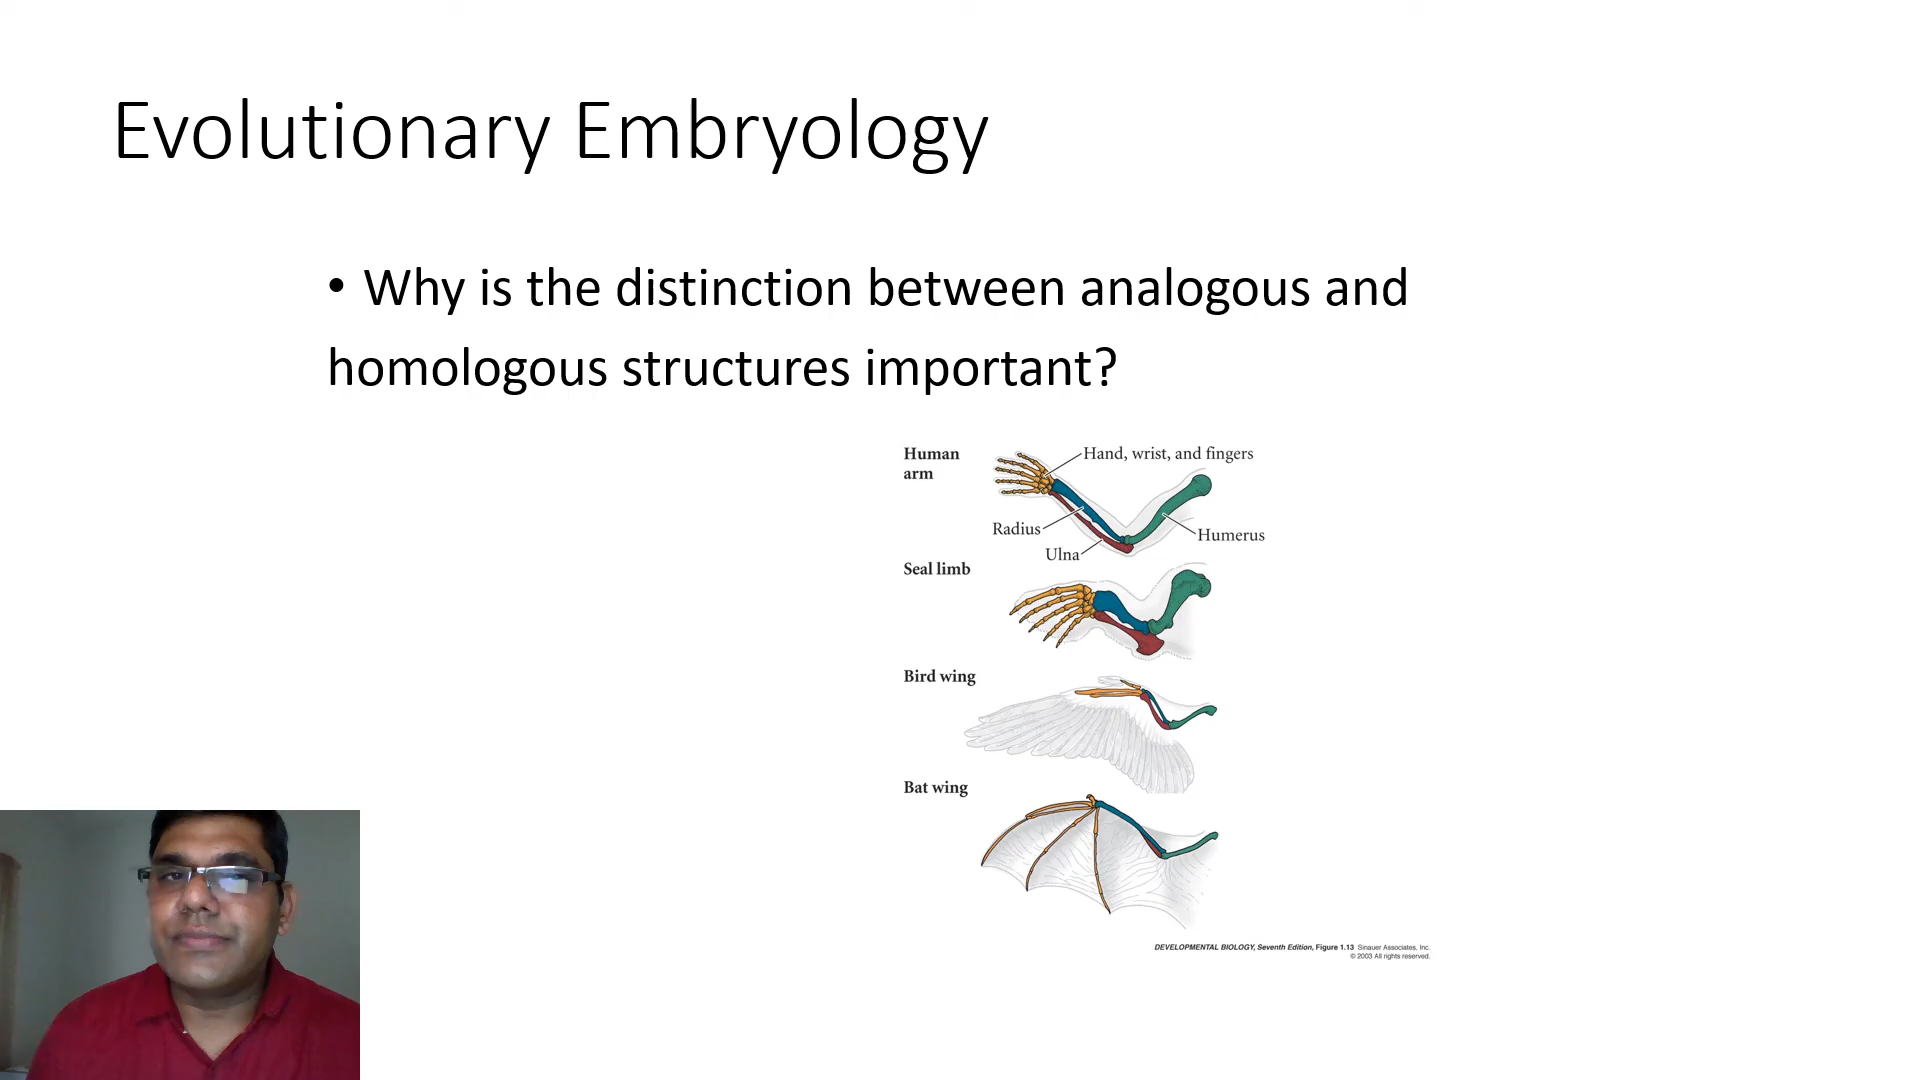 Evolutionary Embryology
• Why is the distinction between analogous and
homologous structures important?
Human
arm
Hand, wrist, and fingers
Radius
Ulna
Humerus
Seal limb
Bird wing
Bat wing
DEVELOPMENTAL BIOLOGY, Seventh Edition, Figure 1.13 Sinauer Associates, Inc.
© 2003 All rights reserved.